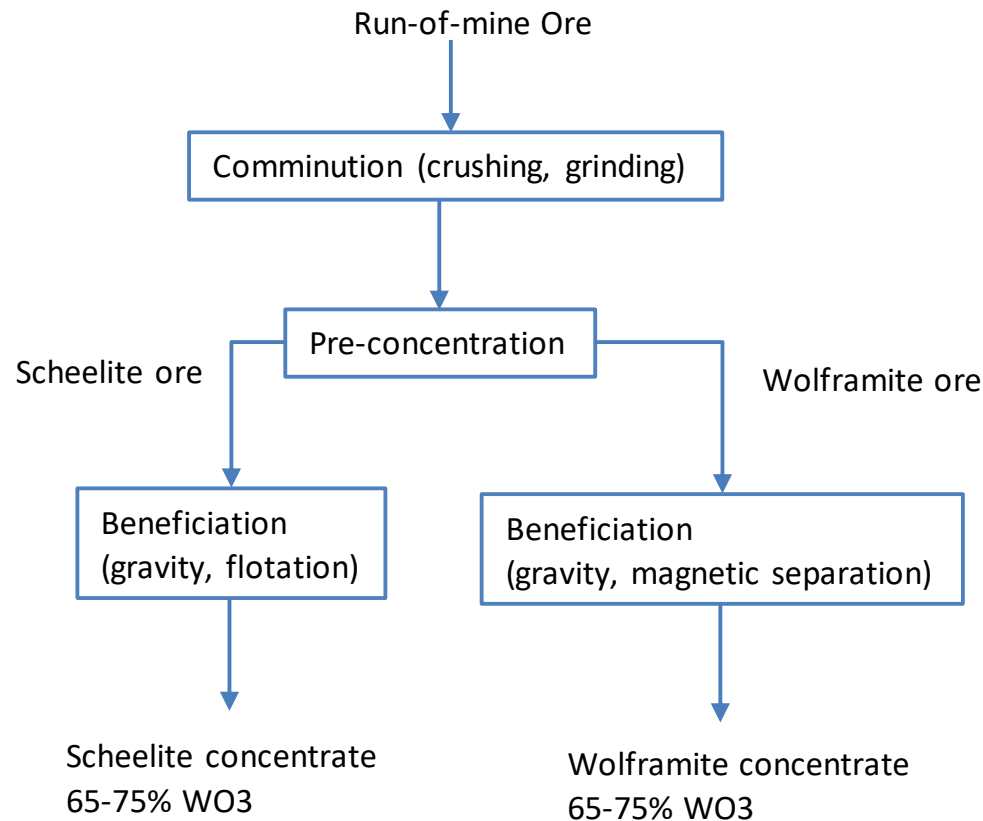 Run-of-mine Ore
Comminution (crushing, grinding)
Pre-concentration
Scheelite ore
Wolframite ore
Beneficiation
(gravity, flotation)
Beneficiation
(gravity, magnetic separation)
Scheelite concentrate
65-75% WO3
Wolframite concentrate
65-75% WO3